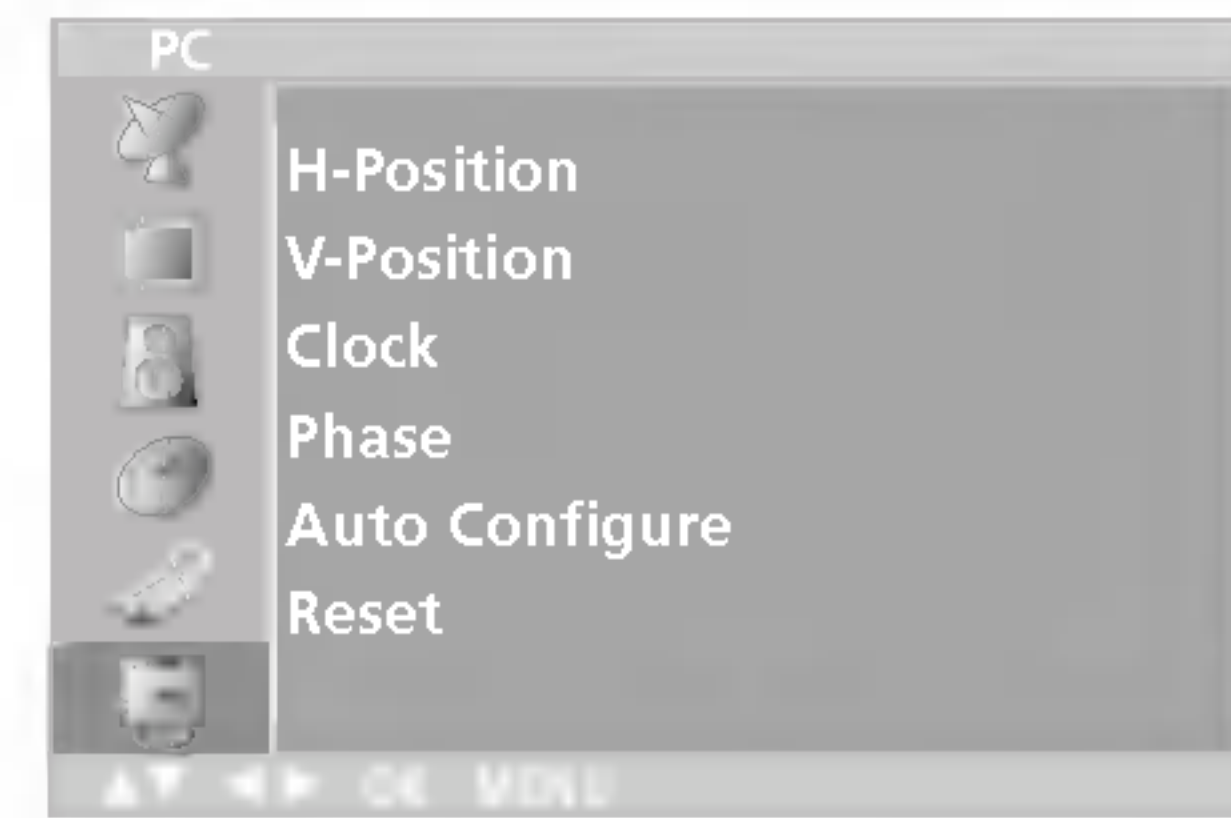 PC
H-Position
V-Position
Clock
Phase
Auto Configure
Reset
▲▼ ◀▶ OK MENU